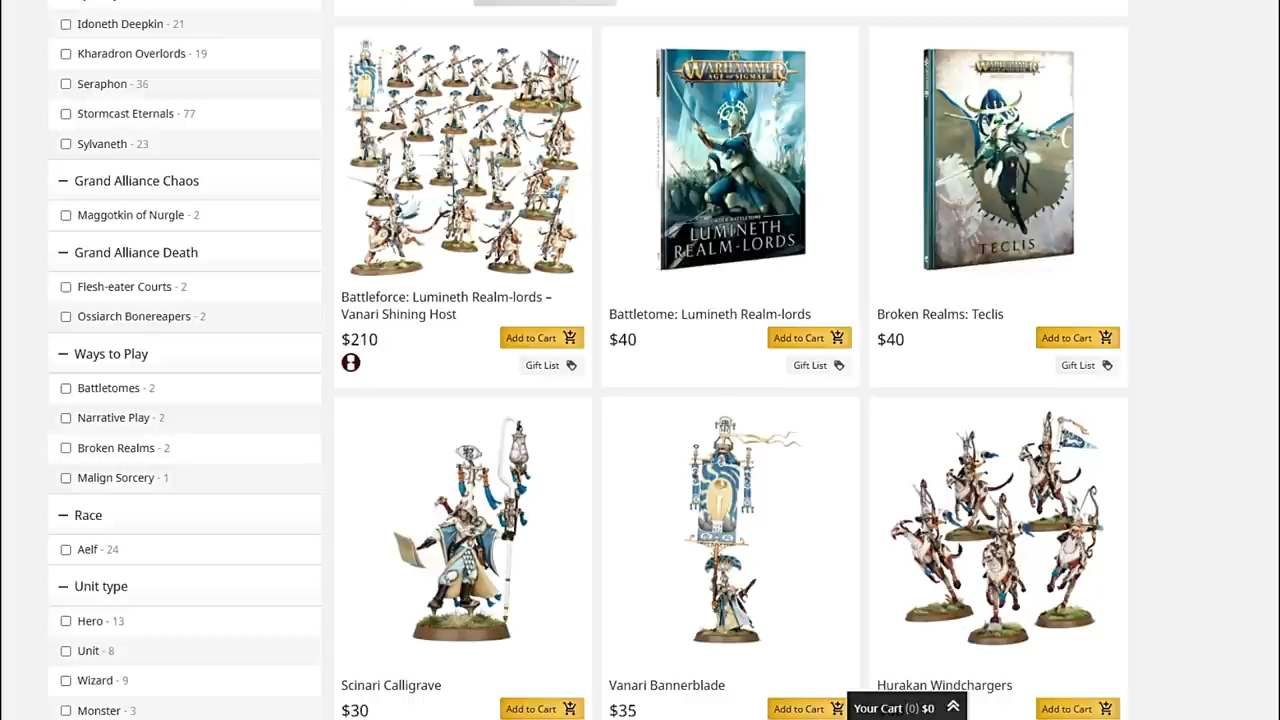 Idoneth Deepkin - 21
Kharadron Overlords - 19
Seraphon - 36
Stormcast Eternals - 77
Sylvaneth - 23
Grand Alliance Chaos
Maggotkin of Nurgle - 2
Grand Alliance Death
Flesh-eater Courts - 2
Ossiarch Bonereapers - 2
Ways to Play
Battletomes - 2
Narrative Play - 2
Broken Realms - 2
Malign Sorcery - 1
Race
Aelf - 24
Unit type
Hero - 13
Unit - 8
Wizard - 9
Monster - 3
Battleforce: Lumineth Realm-lords –
Vanari Shining Host
$210
Add to Cart
Gift List
WARHAMMER
AGE OF SIGMAR
ORDER BATTLETOME
LUMINETH
REALM-LORDS
Battletome: Lumineth Realm-lords
$40
Add to Cart
Gift List
WARHAMMER
TECLIS
Broken Realms: Teclis
$40
Add to Cart
Gift List
Scinari Calligrave
$30
Add to Cart
Vanari Bannerblade
$35
Add to Cart
Hurakan Windchargers
Add to Cart
Your Cart (0) $0